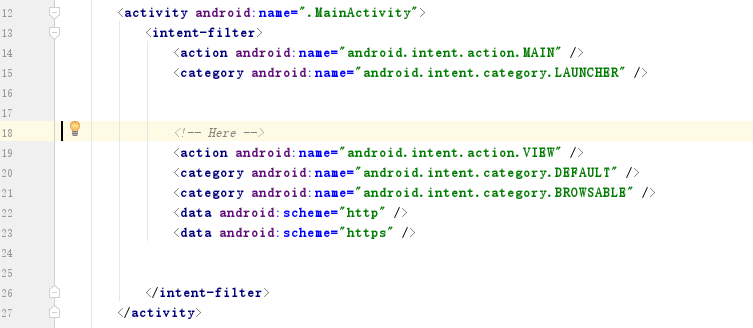 12 <activity android:name=".MainActivity">
13 <intent-filter>
14 <action android:name="android.intent.action.MAIN" />
15 <category android:name="android.intent.category.LAUNCHER" />
16
17
18 <!-- Here -->
19 <action android:name="android.intent.action.VIEW" />
20 <category android:name="android.intent.category.DEFAULT" />
21 <category android:name="android.intent.category.BROWSABLE" />
22 <data android:scheme="http" />
23 <data android:scheme="https" />
24
25
26 </intent-filter>
27 </activity>